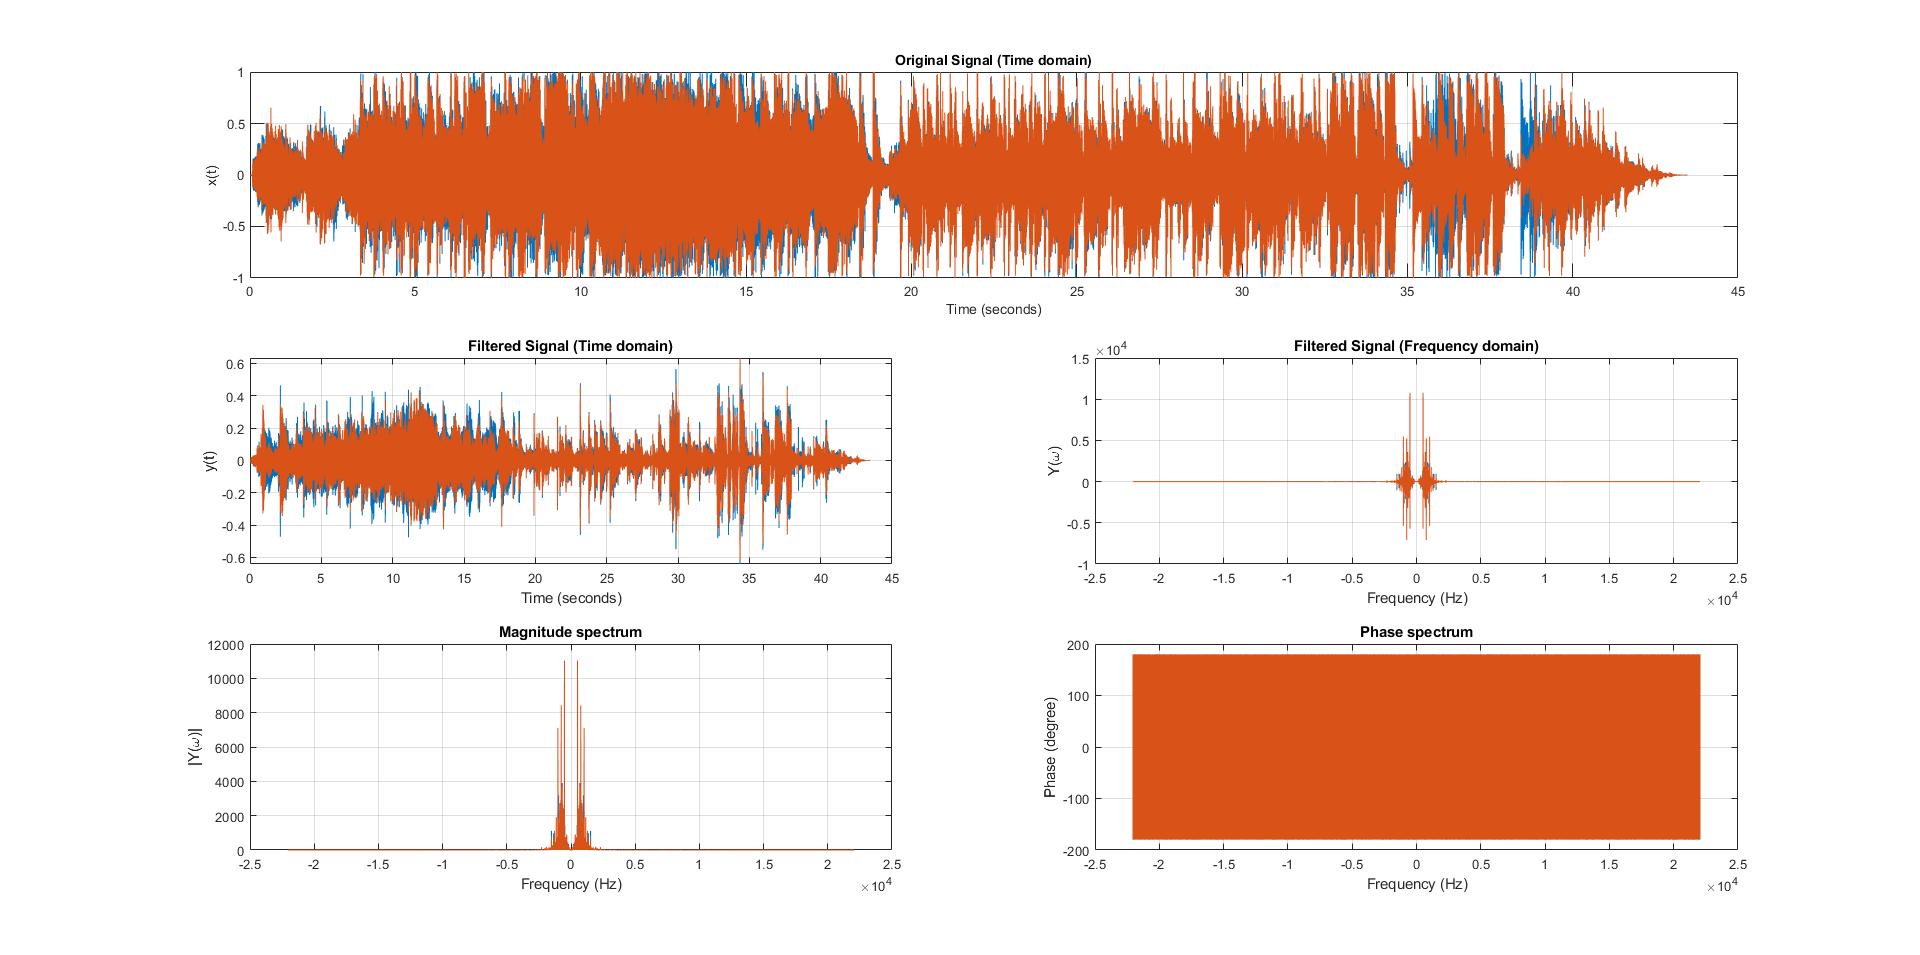 Original Signal (Time domain)
1
0.5
0
-0.5
-1
x(t)
0 5 10 15 20 25 30 35 40 45
Time (seconds)
Filtered Signal (Time domain)
0.6
0.4
0.2
0
-0.2
-0.4
-0.6
y(t)
0 5 10 15 20 25 30 35 40 45
Time (seconds)
Filtered Signal (Frequency domain)
×10^4
1.5
1
0.5
0
-0.5
-1
Y(ω)
-2.5 -2 -1.5 -1 -0.5 0 0.5 1 1.5 2 2.5
Frequency (Hz)
×10^4
Magnitude spectrum
12000
10000
8000
6000
4000
2000
0
|Y(ω)|
-2.5 -2 -1.5 -1 -0.5 0 0.5 1 1.5 2 2.5
Frequency (Hz)
×10^4
Phase spectrum
200
100
0
-100
-200
Phase (degree)
-2.5 -2 -1.5 -1 -0.5 0 0.5 1 1.5 2 2.5
Frequency (Hz)
×10^4